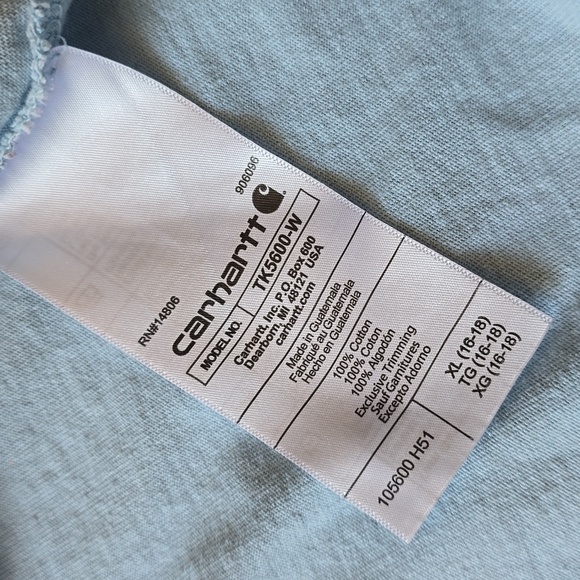 RN#14806
906096
carhartt
MODEL NO. TK5600-W
Carhartt, Inc. P.O. Box 600
Dearborn, MI 48121 USA
carhartt.com
Made in Guatemala
Fabriqué au Guatemala
Hecho en Guatemala
100% Cotton
100% Coton
100% Algodón
Exclusive Trimming
Sauf Garnitures
Excepto Adorno
105600 H51
XL (16-18)
TG (16-18)
XG (16-18)